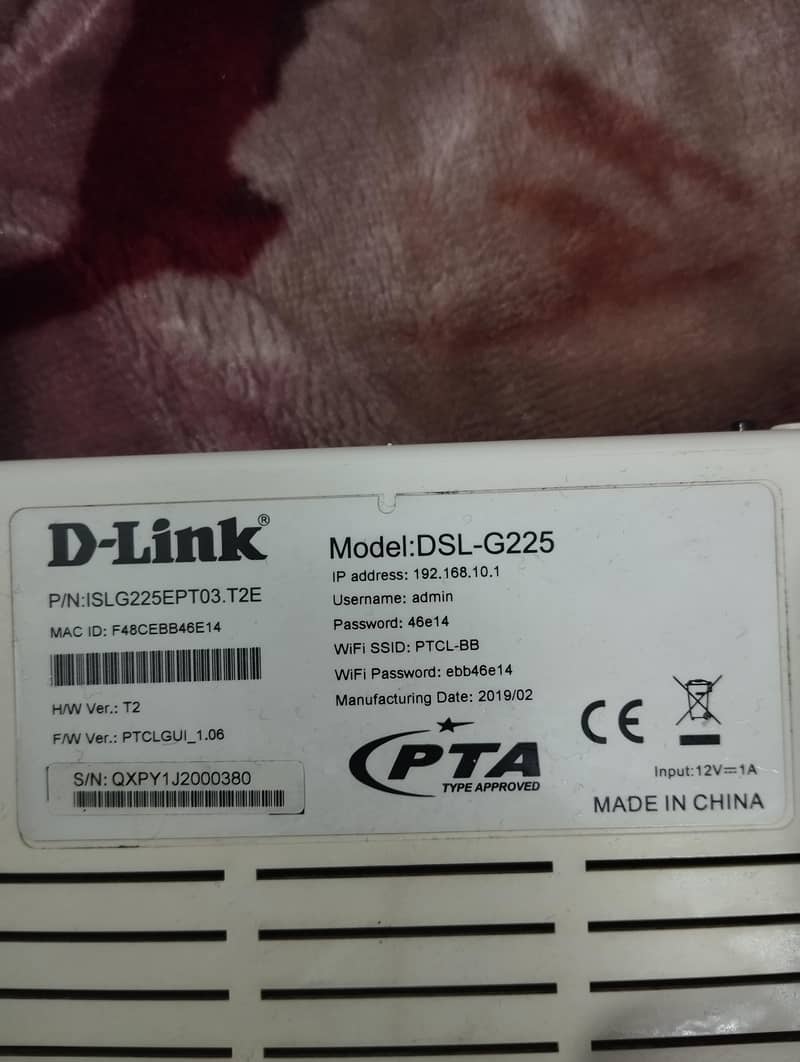 D-Link®
P/N:ISLG225EPT03.T2E
MAC ID: F48CEBB46E14
H/W Ver.: T2
F/W Ver.: PTCLGUI_1.06
S/N: QXPY1J2000380
Model:DSL-G225
IP address: 192.168.10.1
Username: admin
Password: 46e14
WiFi SSID: PTCL-BB
WiFi Password: ebb46e14
Manufacturing Date: 2019/02
PTA
TYPE APPROVED
CE
Input:12V⎓1A
MADE IN CHINA